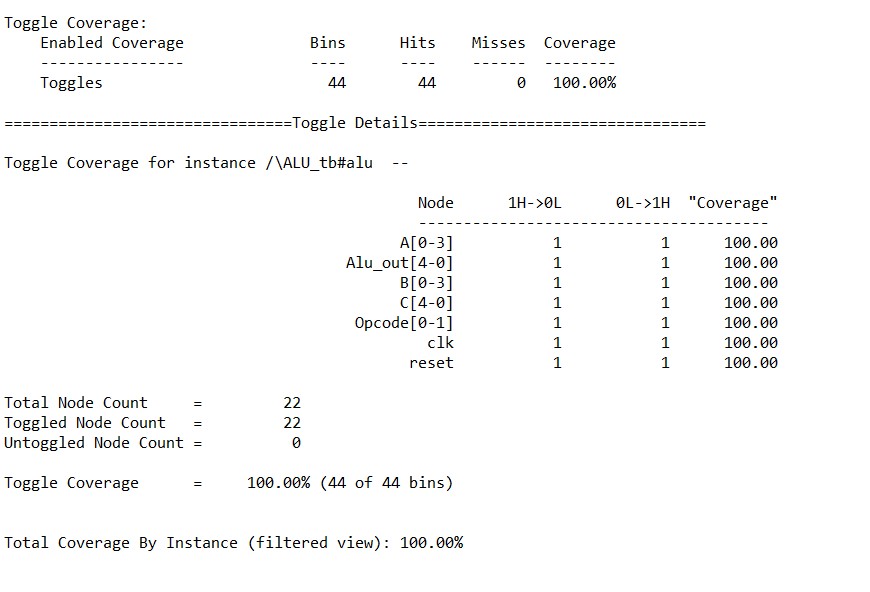 Toggle Coverage:
    Enabled Coverage              Bins      Hits    Misses  Coverage
    ----------------              ----      ----    ------  --------
    Toggles                         44        44         0   100.00%
================================Toggle Details================================
Toggle Coverage for instance /\ALU_tb#alu  --
                                              Node      1H->0L      0L->1H  "Coverage"
                                              ---------------------------------------
                                            A[0-3]           1           1      100.00
                                      Alu_out[4-0]           1           1      100.00
                                            B[0-3]           1           1      100.00
                                            C[4-0]           1           1      100.00
                                       Opcode[0-1]           1           1      100.00
                                               clk           1           1      100.00
                                             reset           1           1      100.00
Total Node Count     =         22
Toggled Node Count   =         22
Untoggled Node Count =          0
Toggle Coverage      =     100.00% (44 of 44 bins)
Total Coverage By Instance (filtered view): 100.00%